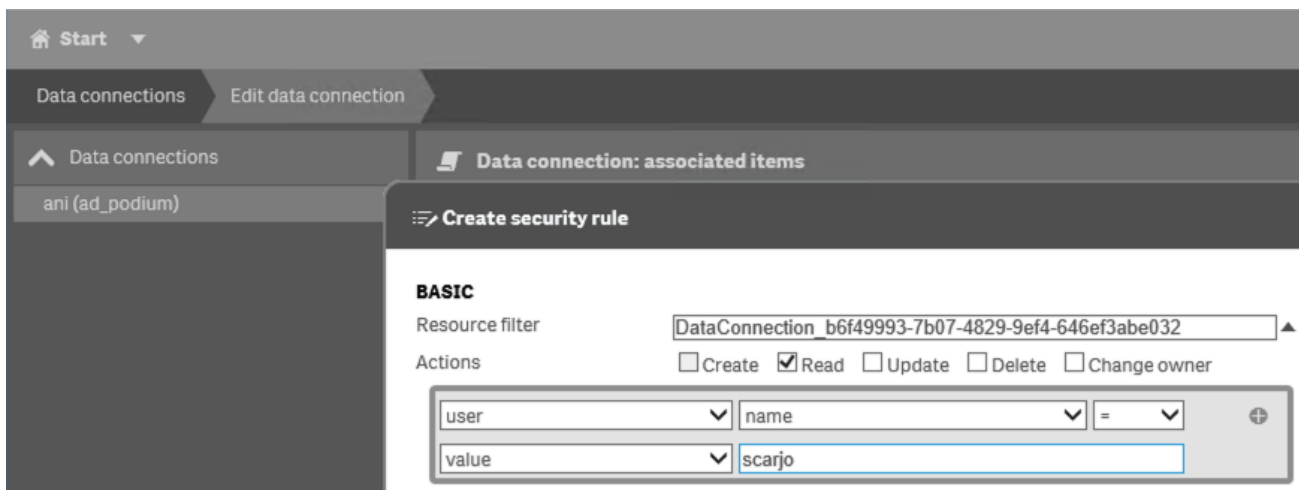 Start
Data connections Edit data connection
Data connections
Data connection: associated items
ani (ad_podium)
Create security rule
BASIC
Resource filter DataConnection_b6f49993-7b07-4829-9ef4-646ef3abe032
Actions Create Read Update Delete Change owner
user name =
value scarjo